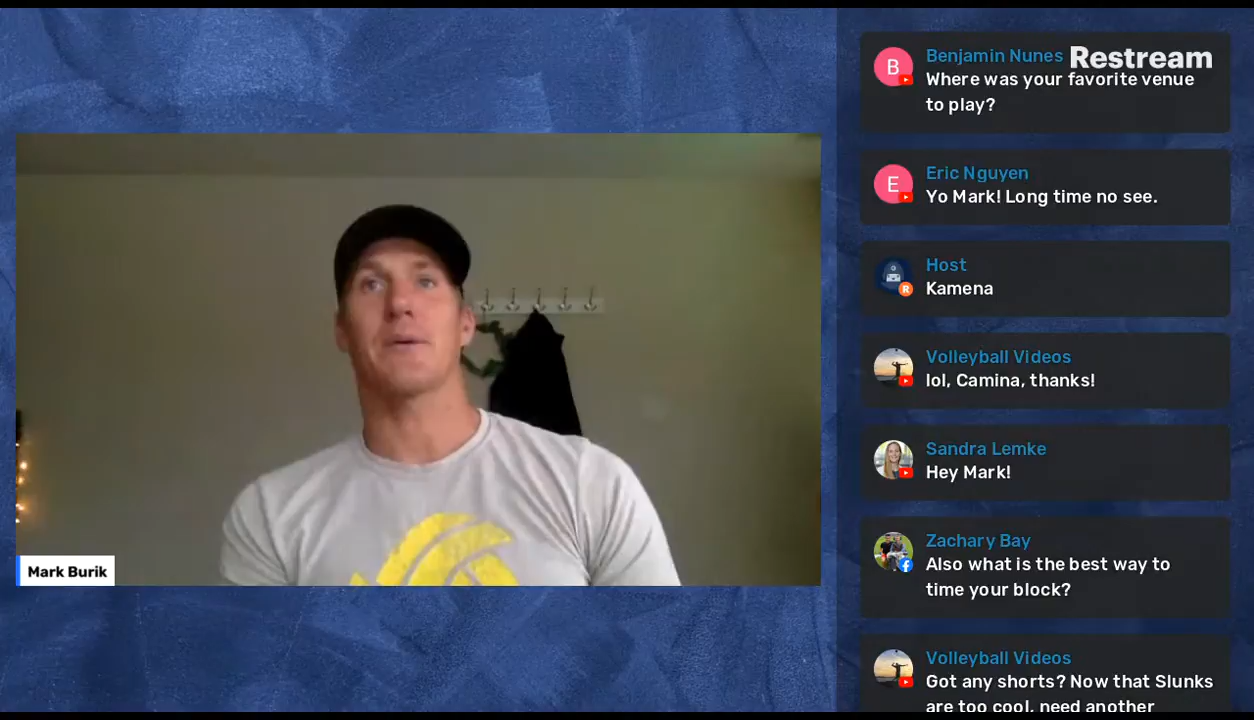 Restream
Benjamin Nunes
Where was your favorite venue
to play?
Eric Nguyen
Yo Mark! Long time no see.
Host
Kamena
Volleyball Videos
lol, Camina, thanks!
Sandra Lemke
Hey Mark!
Zachary Bay
Also what is the best way to
time your block?
Volleyball Videos
Got any shorts? Now that Slunks
are too cool, need another
Mark Burik
B
E
R